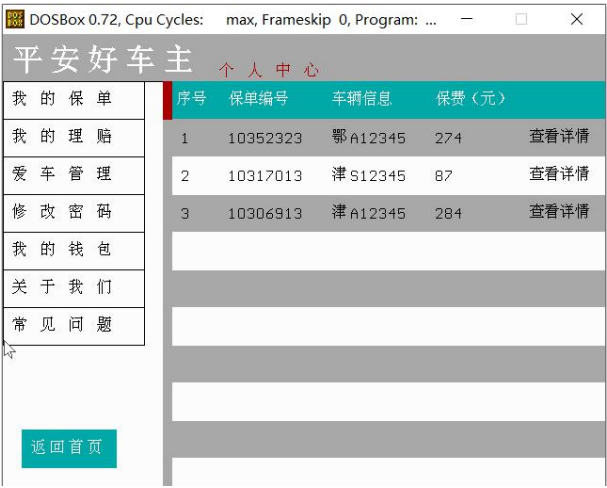 DOSBox 0.72, Cpu Cycles: max, Frameskip 0, Program: ...
平安好车主 个人中心
我的保单
我的理赔
爱车管理
修改密码
我的钱包
关于我们
常见问题
返回首页
序号 保单编号 车辆信息 保费（元）
1 10352323 鄂A12345 274 查看详情
2 10317013 津S12345 87 查看详情
3 10306913 津A12345 284 查看详情